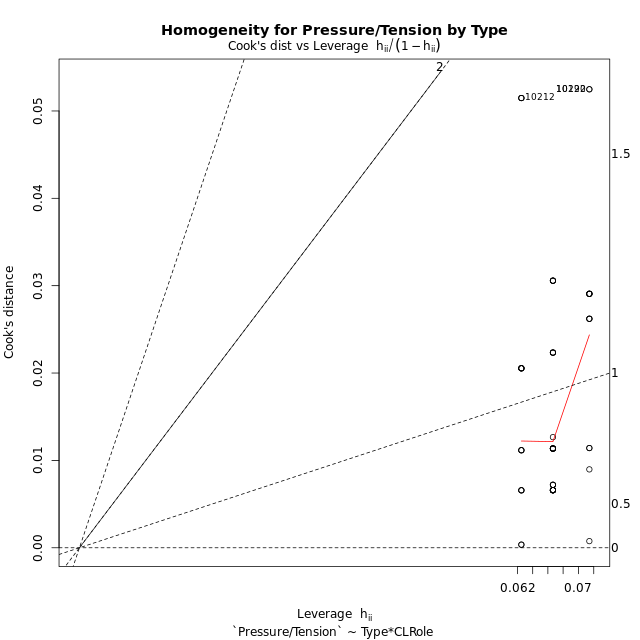 Homogeneity for Pressure/Tension by Type
Cook's dist vs Leverage hii/(1 − hii)
2
10212
1.5
1
0.5
0
0.05
0.04
0.03
0.02
0.01
0.00
Cook's distance
0.062
0.07
Leverage hii
`Pressure/Tension` ~ Type*CLRole